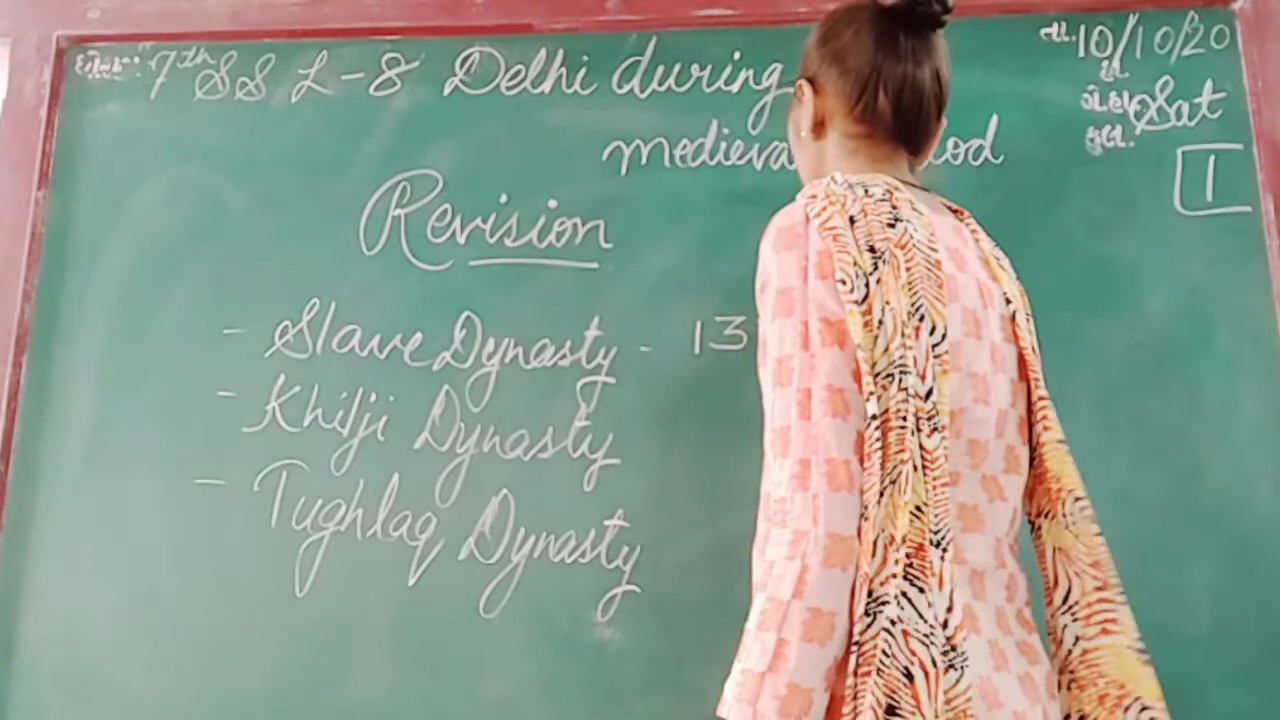 7th SS L-8 Delhi during
medieva iod
તા. 10/10/20
Sat
કુલ.
1
Revision
- Slave Dynasty - 13
- Khilji Dynasty
- Tughlaq Dynasty